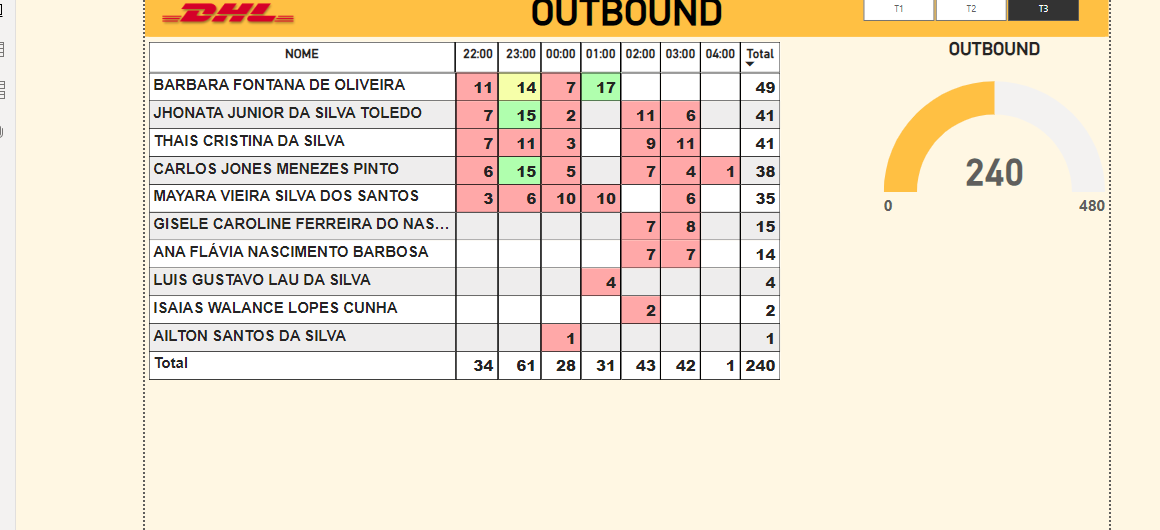 DHL OUTBOUND T1 T2 T3
NOME 22:00 23:00 00:00 01:00 02:00 03:00 04:00 Total
BARBARA FONTANA DE OLIVEIRA 11 14 7 17 49
JHONATA JUNIOR DA SILVA TOLEDO 7 15 2 11 6 41
THAIS CRISTINA DA SILVA 7 11 3 9 11 41
CARLOS JONES MENEZES PINTO 6 15 5 7 4 1 38
MAYARA VIEIRA SILVA DOS SANTOS 3 6 10 10 6 35
GISELE CAROLINE FERREIRA DO NAS... 7 8 15
ANA FLÁVIA NASCIMENTO BARBOSA 7 7 14
LUIS GUSTAVO LAU DA SILVA 4 4
ISAIAS WALANCE LOPES CUNHA 2 2
AILTON SANTOS DA SILVA 1 1
Total 34 61 28 31 43 42 1 240
OUTBOUND
240
0 480